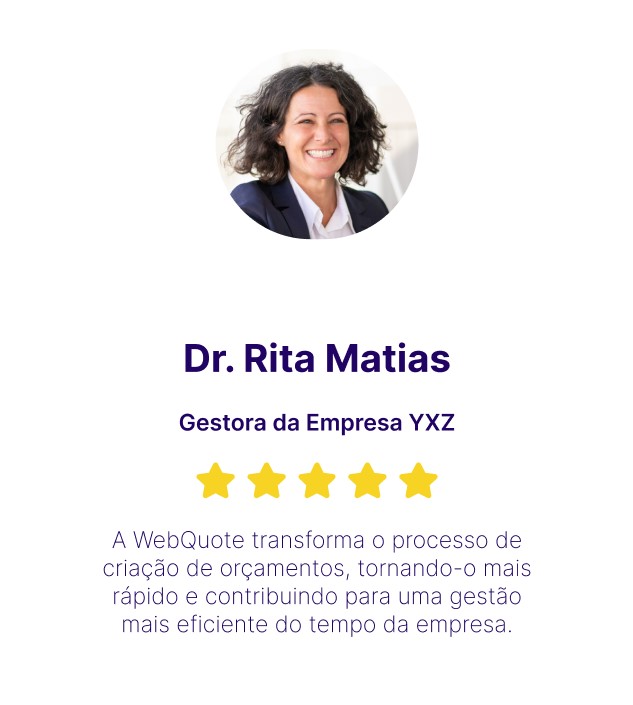 Dr. Rita Matias
Gestora da Empresa YXZ
A WebQuote transforma o processo de
criação de orçamentos, tornando-o mais
rápido e contribuindo para uma gestão
mais eficiente do tempo da empresa.